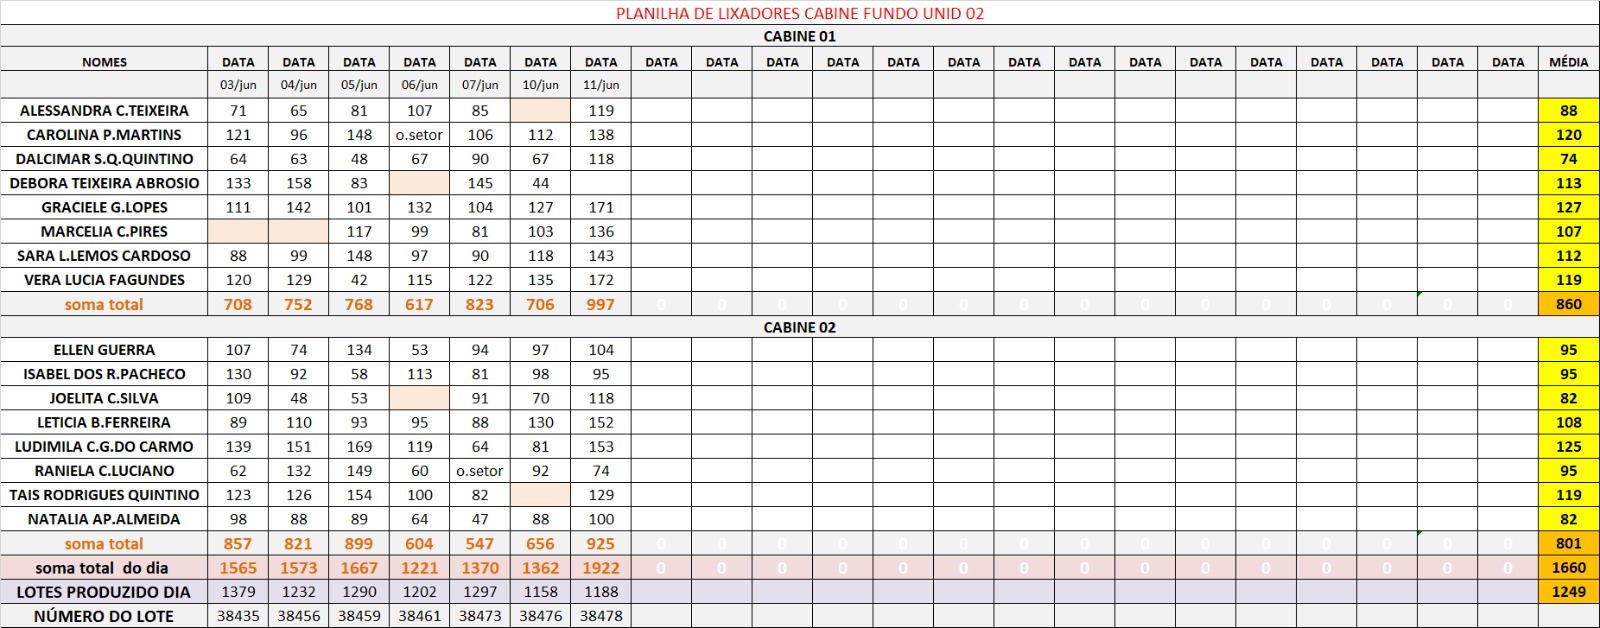 PLANILHA DE LIXADORES CABINE FUNDO UNID 02
CABINE 01
NOMES DATA DATA DATA DATA DATA DATA DATA DATA DATA DATA DATA DATA DATA DATA DATA DATA DATA DATA DATA DATA DATA DATA MÉDIA
03/jun 04/jun 05/jun 06/jun 07/jun 10/jun 11/jun
ALESSANDRA C.TEIXEIRA 71 65 81 107 85 119 88
CAROLINA P.MARTINS 121 96 148 o.setor 106 112 138 120
DALCIMAR S.Q.QUINTINO 64 63 48 67 90 67 118 74
DEBORA TEIXEIRA ABROSIO 133 158 83 145 44 113
GRACIELE G.LOPES 111 142 101 132 104 127 171 127
MARCELIA C.PIRES 117 99 81 103 136 107
SARA L.LEMOS CARDOSO 88 99 148 97 90 118 143 112
VERA LUCIA FAGUNDES 120 129 42 115 122 135 172 119
soma total 708 752 768 617 823 706 997 0 0 0 0 0 0 0 0 0 0 0 0 0 0 0 860
CABINE 02
ELLEN GUERRA 107 74 134 53 94 97 104 95
ISABEL DOS R.PACHECO 130 92 58 113 81 98 95 95
JOELITA C.SILVA 109 48 53 91 70 118 82
LETICIA B.FERREIRA 89 110 93 95 88 130 152 108
LUDIMILA C.G.DO CARMO 139 151 169 119 64 81 153 125
RANIELA C.LUCIANO 62 132 149 60 o.setor 92 74 95
TAIS RODRIGUES QUINTINO 123 126 154 100 82 129 119
NATALIA AP.ALMEIDA 98 88 89 64 47 88 100 82
soma total 857 821 899 604 547 656 925 0 0 0 0 0 0 0 0 0 0 0 0 0 0 0 801
soma total do dia 1565 1573 1667 1221 1370 1362 1922 0 0 0 0 0 0 0 0 0 0 0 0 0 0 0 1660
LOTES PRODUZIDO DIA 1379 1232 1290 1202 1297 1158 1188 1249
NÚMERO DO LOTE 38435 38456 38459 38461 38473 38476 38478